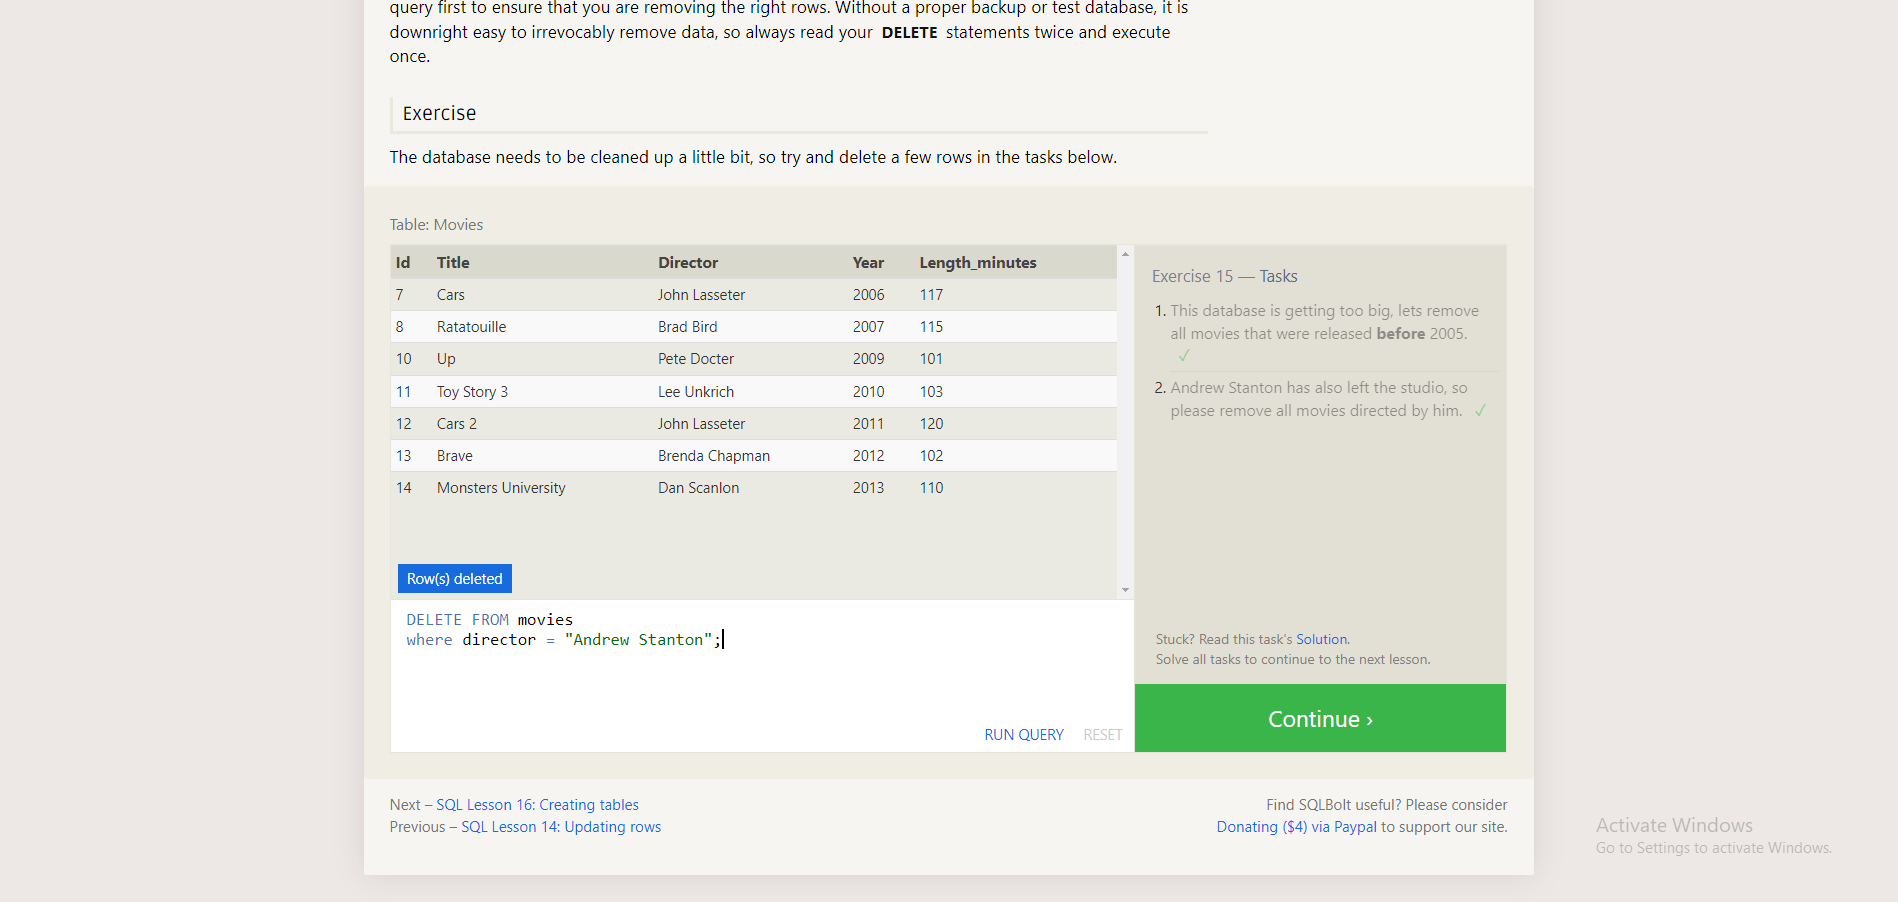 query first to ensure that you are removing the right rows. Without a proper backup or test database, it is
downright easy to irrevocably remove data, so always read your DELETE statements twice and execute
once.
Exercise
The database needs to be cleaned up a little bit, so try and delete a few rows in the tasks below.
Table: Movies
Id Title Director Year Length_minutes
7 Cars John Lasseter 2006 117
8 Ratatouille Brad Bird 2007 115
10 Up Pete Docter 2009 101
11 Toy Story 3 Lee Unkrich 2010 103
12 Cars 2 John Lasseter 2011 120
13 Brave Brenda Chapman 2012 102
14 Monsters University Dan Scanlon 2013 110
Row(s) deleted
DELETE FROM movies
where director = "Andrew Stanton";
RUN QUERY RESET
Exercise 15 — Tasks
1. This database is getting too big, lets remove
all movies that were released before 2005.
✓
2. Andrew Stanton has also left the studio, so
please remove all movies directed by him. ✓
Stuck? Read this task's Solution.
Solve all tasks to continue to the next lesson.
Continue ›
Next – SQL Lesson 16: Creating tables
Previous – SQL Lesson 14: Updating rows
Find SQLBolt useful? Please consider
Donating ($4) via Paypal to support our site.
Activate Windows
Go to Settings to activate Windows.